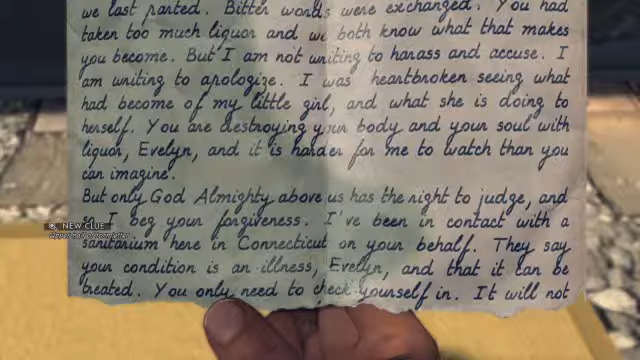 we last parted. Bitter words were exchanged. You had
taken too much liquor and we both know what that makes
you become. But I am not writing to harass and accuse. I
am writing to apologize. I was heartbroken seeing what
had become of my little girl, and what she is doing to
herself. You are destroying your body and your soul with
liquor, Evelyn, and it is harder for me to watch than you
can imagine.
But only God Almighty above us has the right to judge, and
so I beg your forgiveness. I've been in contact with a
NEW CLUE
sanitarium here in Connecticut on your behalf. They say
your condition is an illness, Evelyn, and that it can be
treated. You only need to check yourself in. It will not